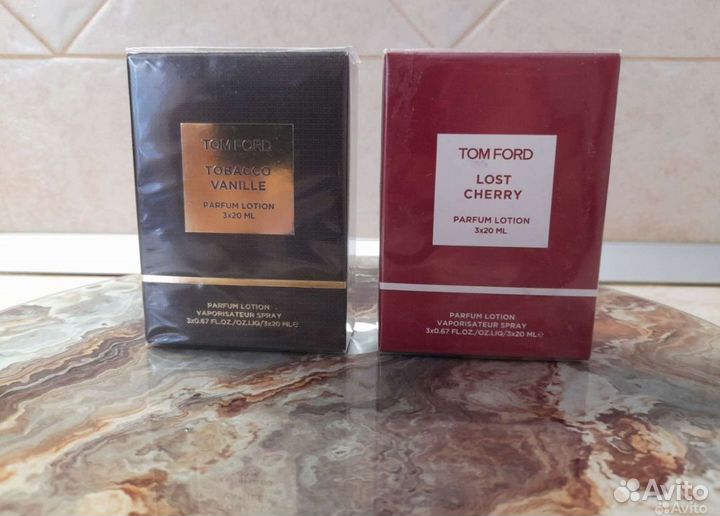 TOM FORD
TOBACCO
VANILLE
PARFUM LOTION
3x20 ML
PARFUM LOTION
VAPORISATEUR SPRAY
3x0.67 FL.OZ./OZ.LIQ/3x20 ML℮
TOM FORD
LOST
CHERRY
PARFUM LOTION
3x20 ML
PARFUM LOTION
VAPORISATEUR SPRAY
3x0.67 FL.OZ./OZ.LIQ/3x20 ML℮
Avito
Avito